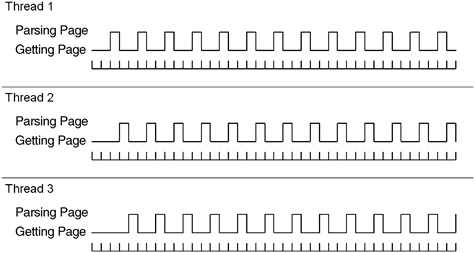 Thread 1
Parsing Page
Getting Page
Thread 2
Parsing Page
Getting Page
Thread 3
Parsing Page
Getting Page